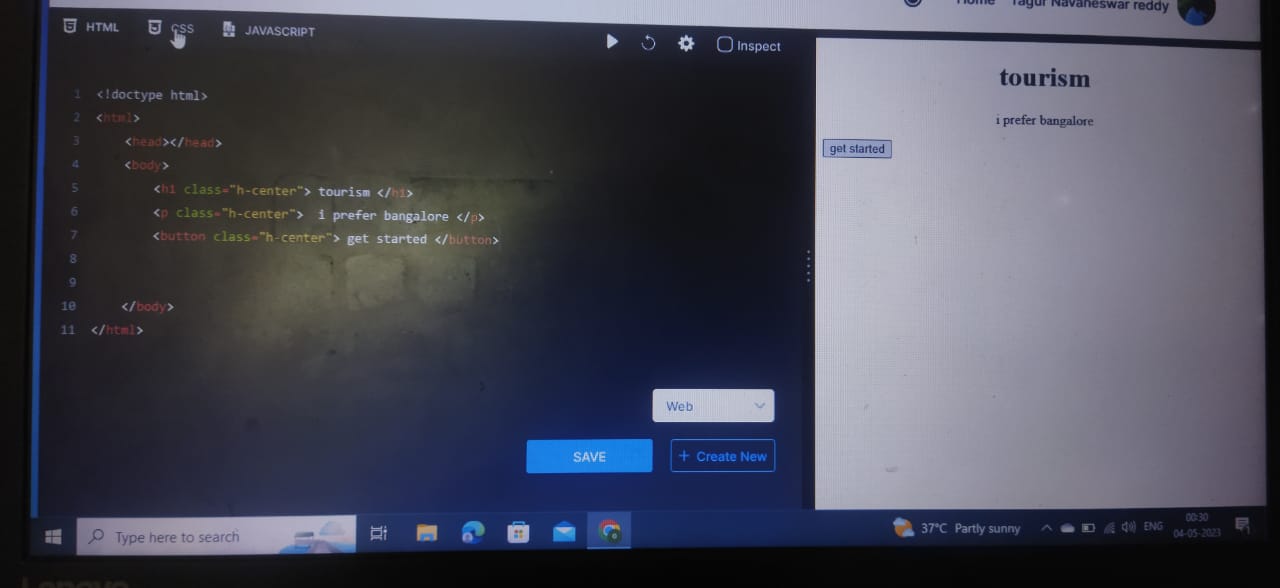 Home Tagur Navaneswar reddy
HTML CSS JAVASCRIPT
Inspect
1 <!doctype html>
2 <html>
3 <head></head>
4 <body>
5 <h1 class="h-center"> tourism </h1>
6 <p class="h-center">  i prefer bangalore </p>
7 <button class="h-center"> get started </button>
8
9
10 </body>
11 </html>
tourism
i prefer bangalore
get started
Web
SAVE
+ Create New
Type here to search
37°C Partly sunny
ENG
00:30
04-05-2023
Lenovo